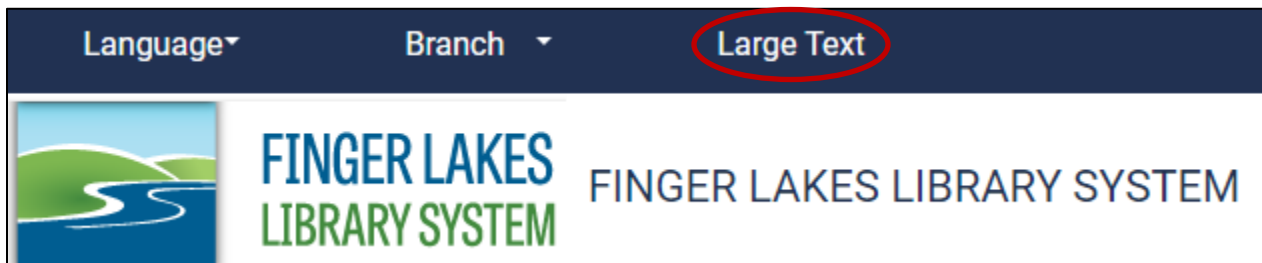 Language Branch Large Text
FINGER LAKES
LIBRARY SYSTEM
FINGER LAKES LIBRARY SYSTEM